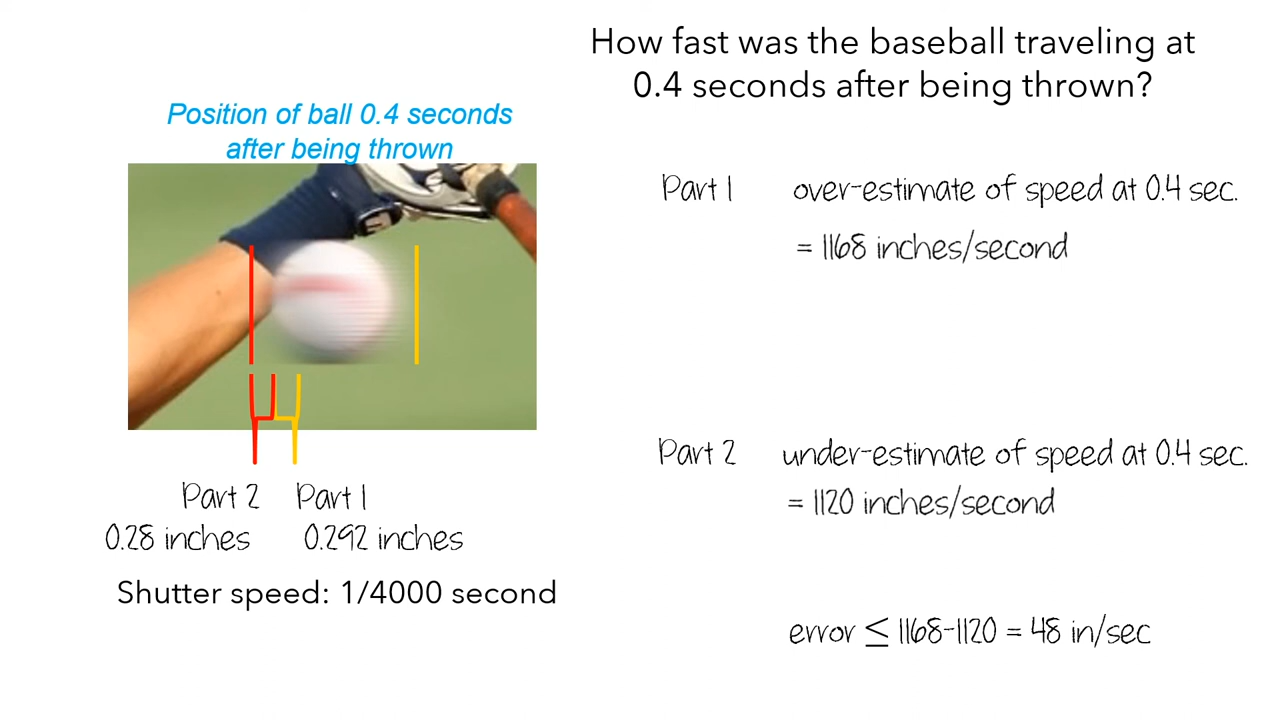 How fast was the baseball traveling at
0.4 seconds after being thrown?
Position of ball 0.4 seconds
after being thrown
Part 1 over-estimate of speed at 0.4 sec.
= 1168 inches/second
Part 2 under-estimate of speed at 0.4 sec.
= 1120 inches/second
Part 2 Part 1
0.28 inches 0.292 inches
Shutter speed: 1/4000 second
error ≤ 1168-1120 = 48 in/sec